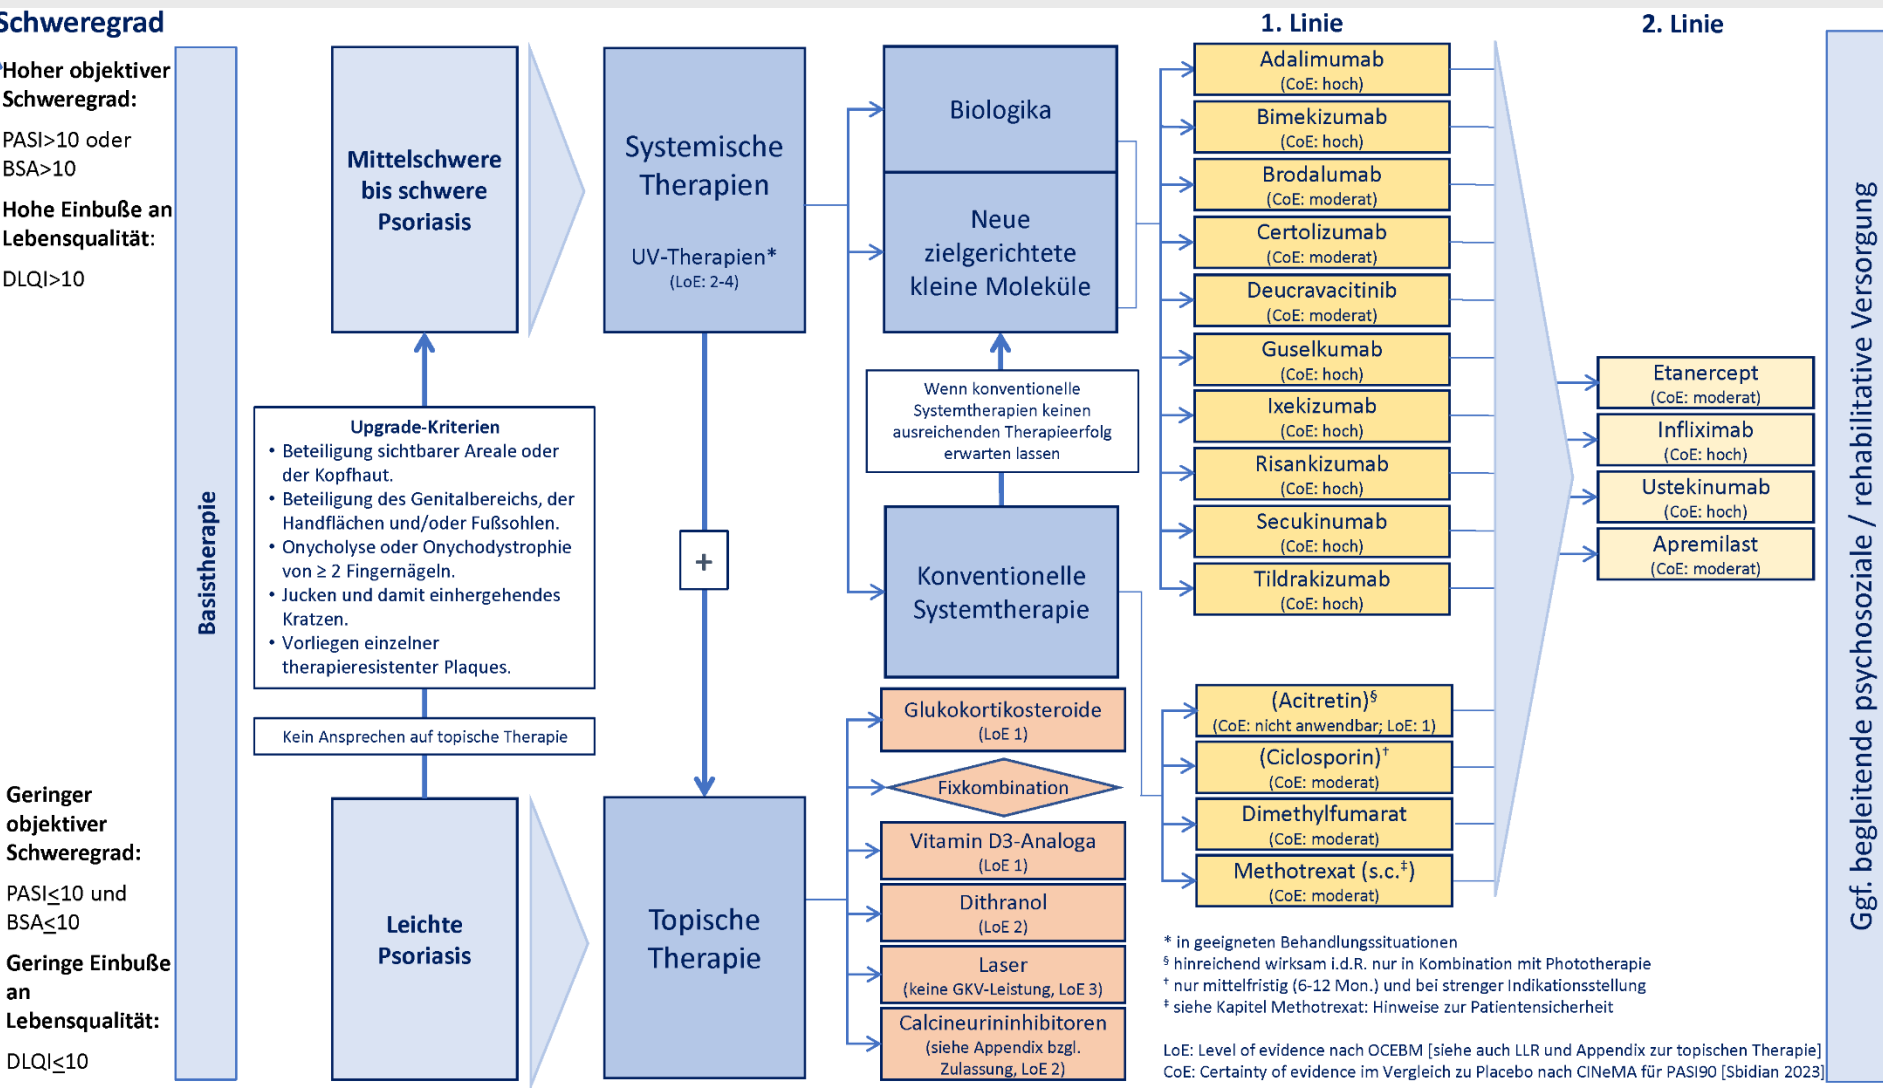 Schweregrad
Hoher objektiver
Schweregrad:
PASI>10 oder
BSA>10
Hohe Einbuße an
Lebensqualität:
DLQI>10
Geringer
objektiver
Schweregrad:
PASI≤10 und
BSA≤10
Geringe Einbuße
an
Lebensqualität:
DLQI≤10
Basistherapie
Mittelschwere
bis schwere
Psoriasis
Upgrade-Kriterien
• Beteiligung sichtbarer Areale oder
der Kopfhaut.
• Beteiligung des Genitalbereichs, der
Handflächen und/oder Fußsohlen.
• Onycholyse oder Onychodystrophie
von ≥ 2 Fingernägeln.
• Jucken und damit einhergehendes
Kratzen.
• Vorliegen einzelner
therapieresistenter Plaques.
Kein Ansprechen auf topische Therapie
Leichte
Psoriasis
Systemische
Therapien
UV-Therapien*
(LoE: 2-4)
+
Topische
Therapie
Biologika
Neue
zielgerichtete
kleine Moleküle
Wenn konventionelle
Systemtherapien keinen
ausreichenden Therapieerfolg
erwarten lassen
Konventionelle
Systemtherapie
Glukokortikosteroide
(LoE 1)
Fixkombination
Vitamin D3-Analoga
(LoE 1)
Dithranol
(LoE 2)
Laser
(keine GKV-Leistung, LoE 3)
Calcineurininhibitoren
(siehe Appendix bzgl.
Zulassung, LoE 2)
1. Linie
Adalimumab
(CoE: hoch)
Bimekizumab
(CoE: hoch)
Brodalumab
(CoE: moderat)
Certolizumab
(CoE: moderat)
Deucravacitinib
(CoE: moderat)
Guselkumab
(CoE: hoch)
Ixekizumab
(CoE: hoch)
Risankizumab
(CoE: hoch)
Secukinumab
(CoE: hoch)
Tildrakizumab
(CoE: hoch)
(Acitretin)§
(CoE: nicht anwendbar; LoE: 1)
(Ciclosporin)†
(CoE: moderat)
Dimethylfumarat
(CoE: moderat)
Methotrexat (s.c.‡)
(CoE: moderat)
2. Linie
Etanercept
(CoE: moderat)
Infliximab
(CoE: hoch)
Ustekinumab
(CoE: hoch)
Apremilast
(CoE: moderat)
Ggf. begleitende psychosoziale / rehabilitative Versorgung
* in geeigneten Behandlungssituationen
§ hinreichend wirksam i.d.R. nur in Kombination mit Phototherapie
† nur mittelfristig (6-12 Mon.) und bei strenger Indikationsstellung
‡ siehe Kapitel Methotrexat: Hinweise zur Patientensicherheit
LoE: Level of evidence nach OCEBM [siehe auch LLR und Appendix zur topischen Therapie]
CoE: Certainty of evidence im Vergleich zu Placebo nach CINeMA für PASI90 [Sbidian 2023]